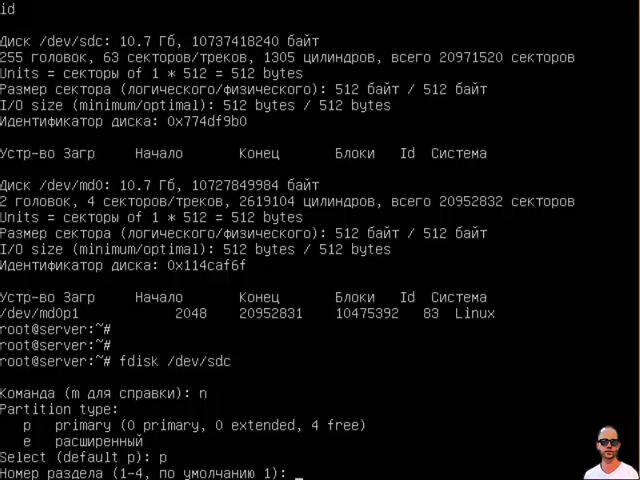 id
Диск /dev/sdc: 10.7 Гб, 10737418240 байт
255 головок, 63 секторов/треков, 1305 цилиндров, всего 20971520 секторов
Units = секторы of 1 * 512 = 512 bytes
Размер сектора (логического/физического): 512 байт / 512 байт
I/O size (minimum/optimal): 512 bytes / 512 bytes
Идентификатор диска: 0x774df9b0
Устр-во Загр     Начало       Конец       Блоки   Id  Система
Диск /dev/md0: 10.7 Гб, 10727849984 байт
2 головок, 4 секторов/треков, 2619104 цилиндров, всего 20952832 секторов
Units = секторы of 1 * 512 = 512 bytes
Размер сектора (логического/физического): 512 байт / 512 байт
I/O size (minimum/optimal): 512 bytes / 512 bytes
Идентификатор диска: 0x114caf6f
Устр-во Загр     Начало       Конец       Блоки   Id  Система
/dev/md0p1            2048    20952831    10475392   83  Linux
root@server:~#
root@server:~#
root@server:~# fdisk /dev/sdc
Команда (m для справки): n
Partition type:
   p   primary (0 primary, 0 extended, 4 free)
   e   расширенный
Select (default p): p
Номер раздела (1-4, по умолчанию 1): _